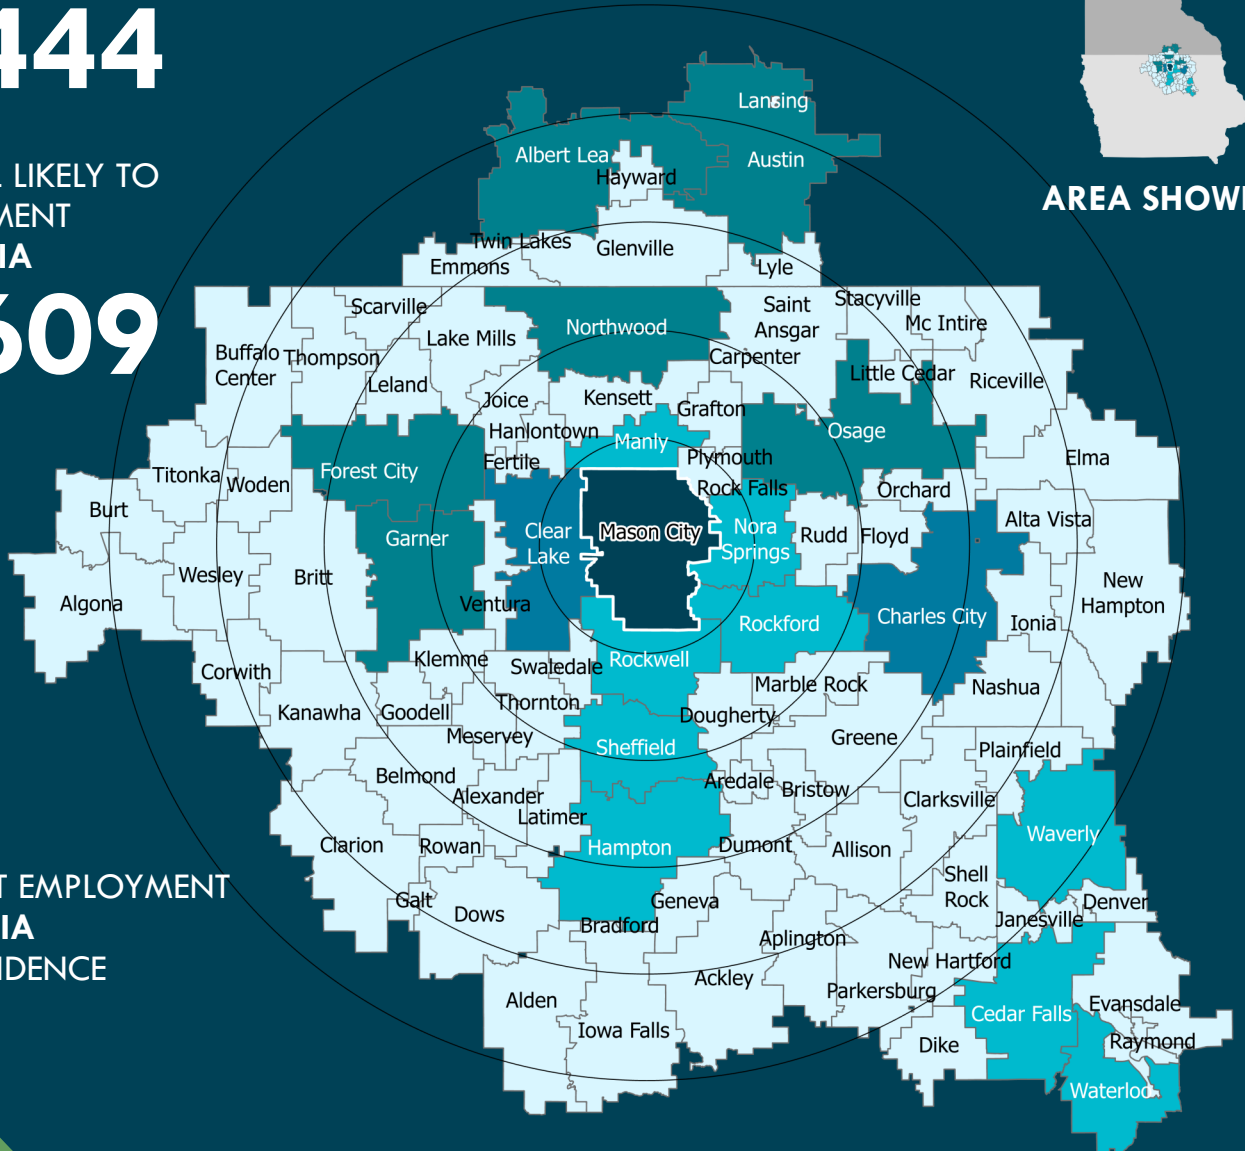 444
LIKELY TO
MENT
IA
609
AREA SHOW
Lansing
Albert Lea
Austin
Hayward
Twin Lakes
Glenville
Emmons
Lyle
Scarville
Saint
Ansgar
Stacyville
Northwood
Mc Intire
Lake Mills
Buffalo
Center
Thompson
Carpenter
Leland
Little Cedar
Riceville
Joice
Kensett
Grafton
Hanlontown
Manly
Osage
Fertile
Plymouth
Elma
Forest City
Titonka
Woden
Rock Falls
Orchard
Burt
Clear
Lake
Mason City
Nora
Springs
Rudd
Floyd
Alta Vista
Garner
Wesley
Britt
New
Hampton
Algona
Ventura
Rockford
Charles City
Ionia
Klemme
Swaledale
Rockwell
Corwith
Marble Rock
Nashua
Kanawha
Goodell
Thornton
Dougherty
Meservey
Sheffield
Greene
Plainfield
Belmond
Aredale
Bristow
Alexander
Clarksville
Latimer
Waverly
Clarion
Rowan
Hampton
Dumont
Allison
Shell
Rock
T EMPLOYMENT
IA
IDENCE
Galt
Dows
Geneva
Denver
Bradford
Janesville
Aplington
New Hartford
Ackley
Parkersburg
Alden
Evansdale
Cedar Falls
Iowa Falls
Dike
Raymond
Waterloo